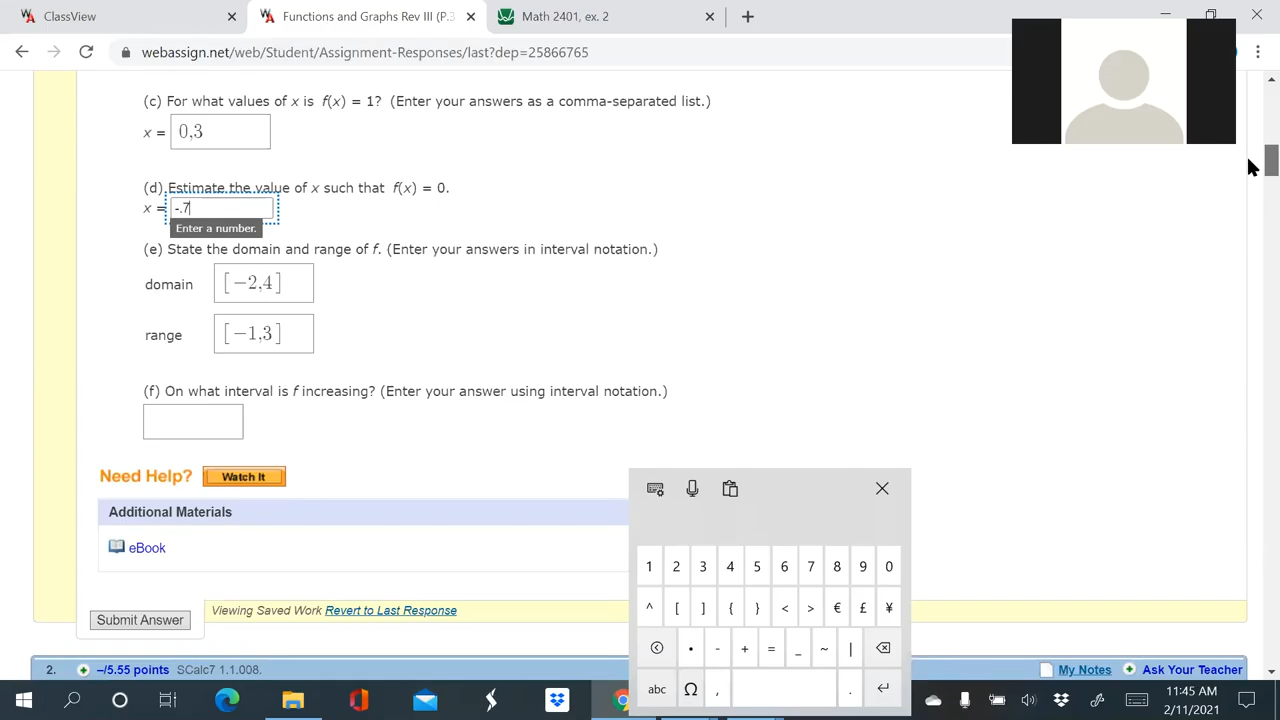 ClassView
Functions and Graphs Rev III (P.3
Math 2401, ex. 2
webassign.net/web/Student/Assignment-Responses/last?dep=25866765
(c) For what values of x is f(x) = 1? (Enter your answers as a comma-separated list.)
x = 0,3
(d) Estimate the value of x such that f(x) = 0.
x = -.7
Enter a number.
(e) State the domain and range of f. (Enter your answers in interval notation.)
domain [−2,4]
range [−1,3]
(f) On what interval is f increasing? (Enter your answer using interval notation.)
Need Help? Watch It
Additional Materials
eBook
Submit Answer Viewing Saved Work Revert to Last Response
2. –/5.55 points SCalc7 1.1.008. My Notes Ask Your Teacher
1 2 3 4 5 6 7 8 9 0
^ [ ] { } < > € £ ¥
• - + = _ ~ |
abc Ω , .
11:45 AM
2/11/2021